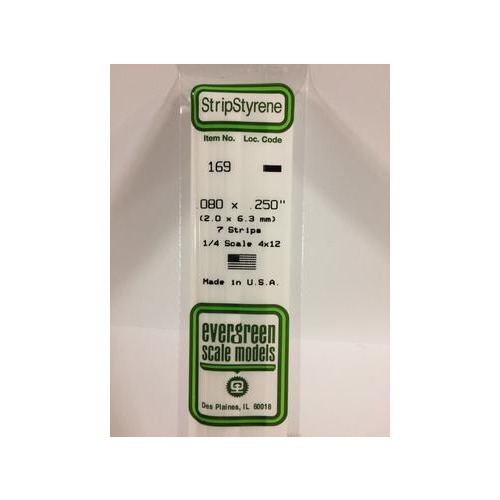 StripStyrene
Item No. Loc. Code
169
.080 x .250"
(2.0 x 6.3 mm)
7 Strips
1/4 Scale 4x12
Made in U.S.A.
evergreen
scale models
Des Plaines, IL 60018